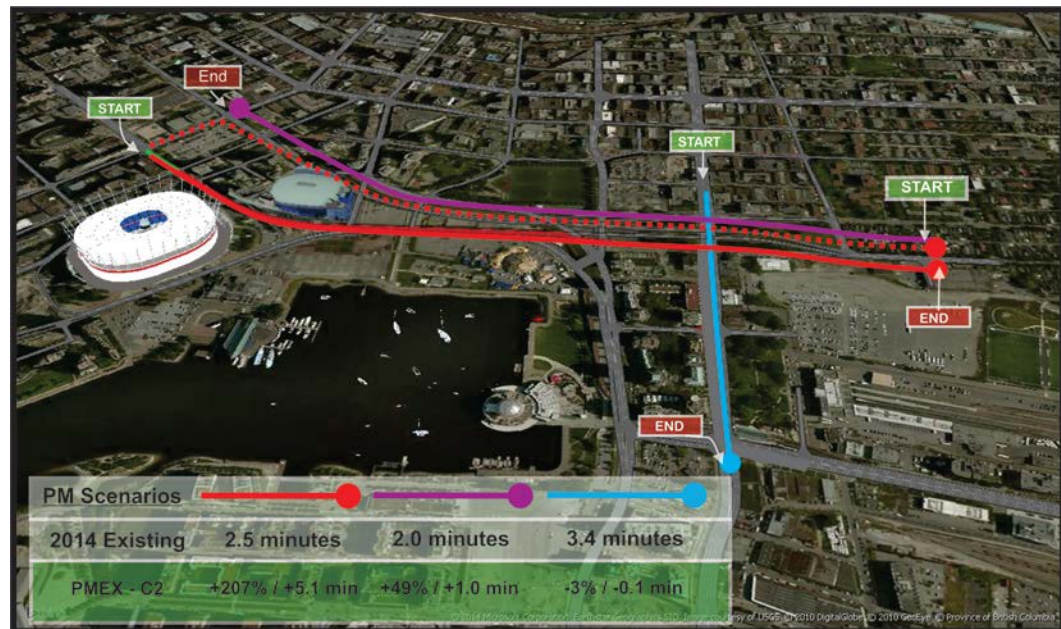 End
START
START
START
END
END
PM Scenarios
2014 Existing 2.5 minutes 2.0 minutes 3.4 minutes
PMEX - C2 +207% / +5.1 min +49% / +1.0 min -3% / -0.1 min
of USGS © 2010 DigitalGlobe © 2010 GeoEye © Province of British Columbia